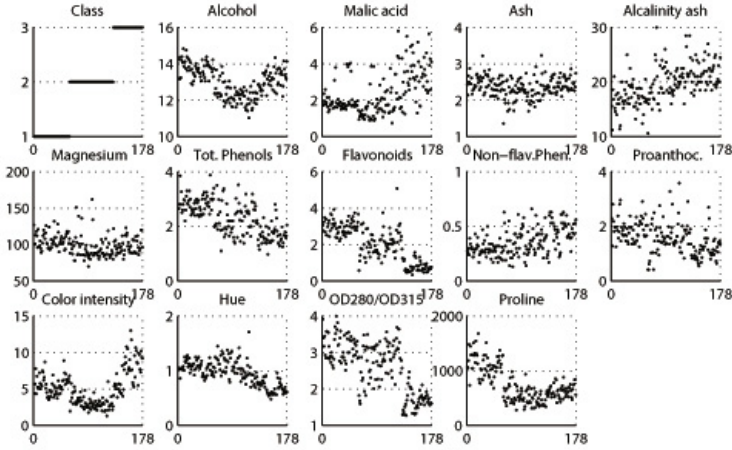 Class Alcohol Malic acid Ash Alcalinity ash
3 16 6 4 30
14 4 3
2 20
12 2 2
1 10 0 1 10
0 178 0 178 0 178 0 178 0 178
Magnesium Tot. Phenols Flavonoids Non−flav.Phen. Proanthoc.
200 4 6 1 4
150 4
2 0.5 2
100 2
50 0 0 0 0
0 178 0 178 0 178 0 178 0 178
Color intensity Hue OD280/OD315 Proline
15 2 4 2000
10 3
1 1000
5 2
0 0 1 0
0 178 0 178 0 178 0 178